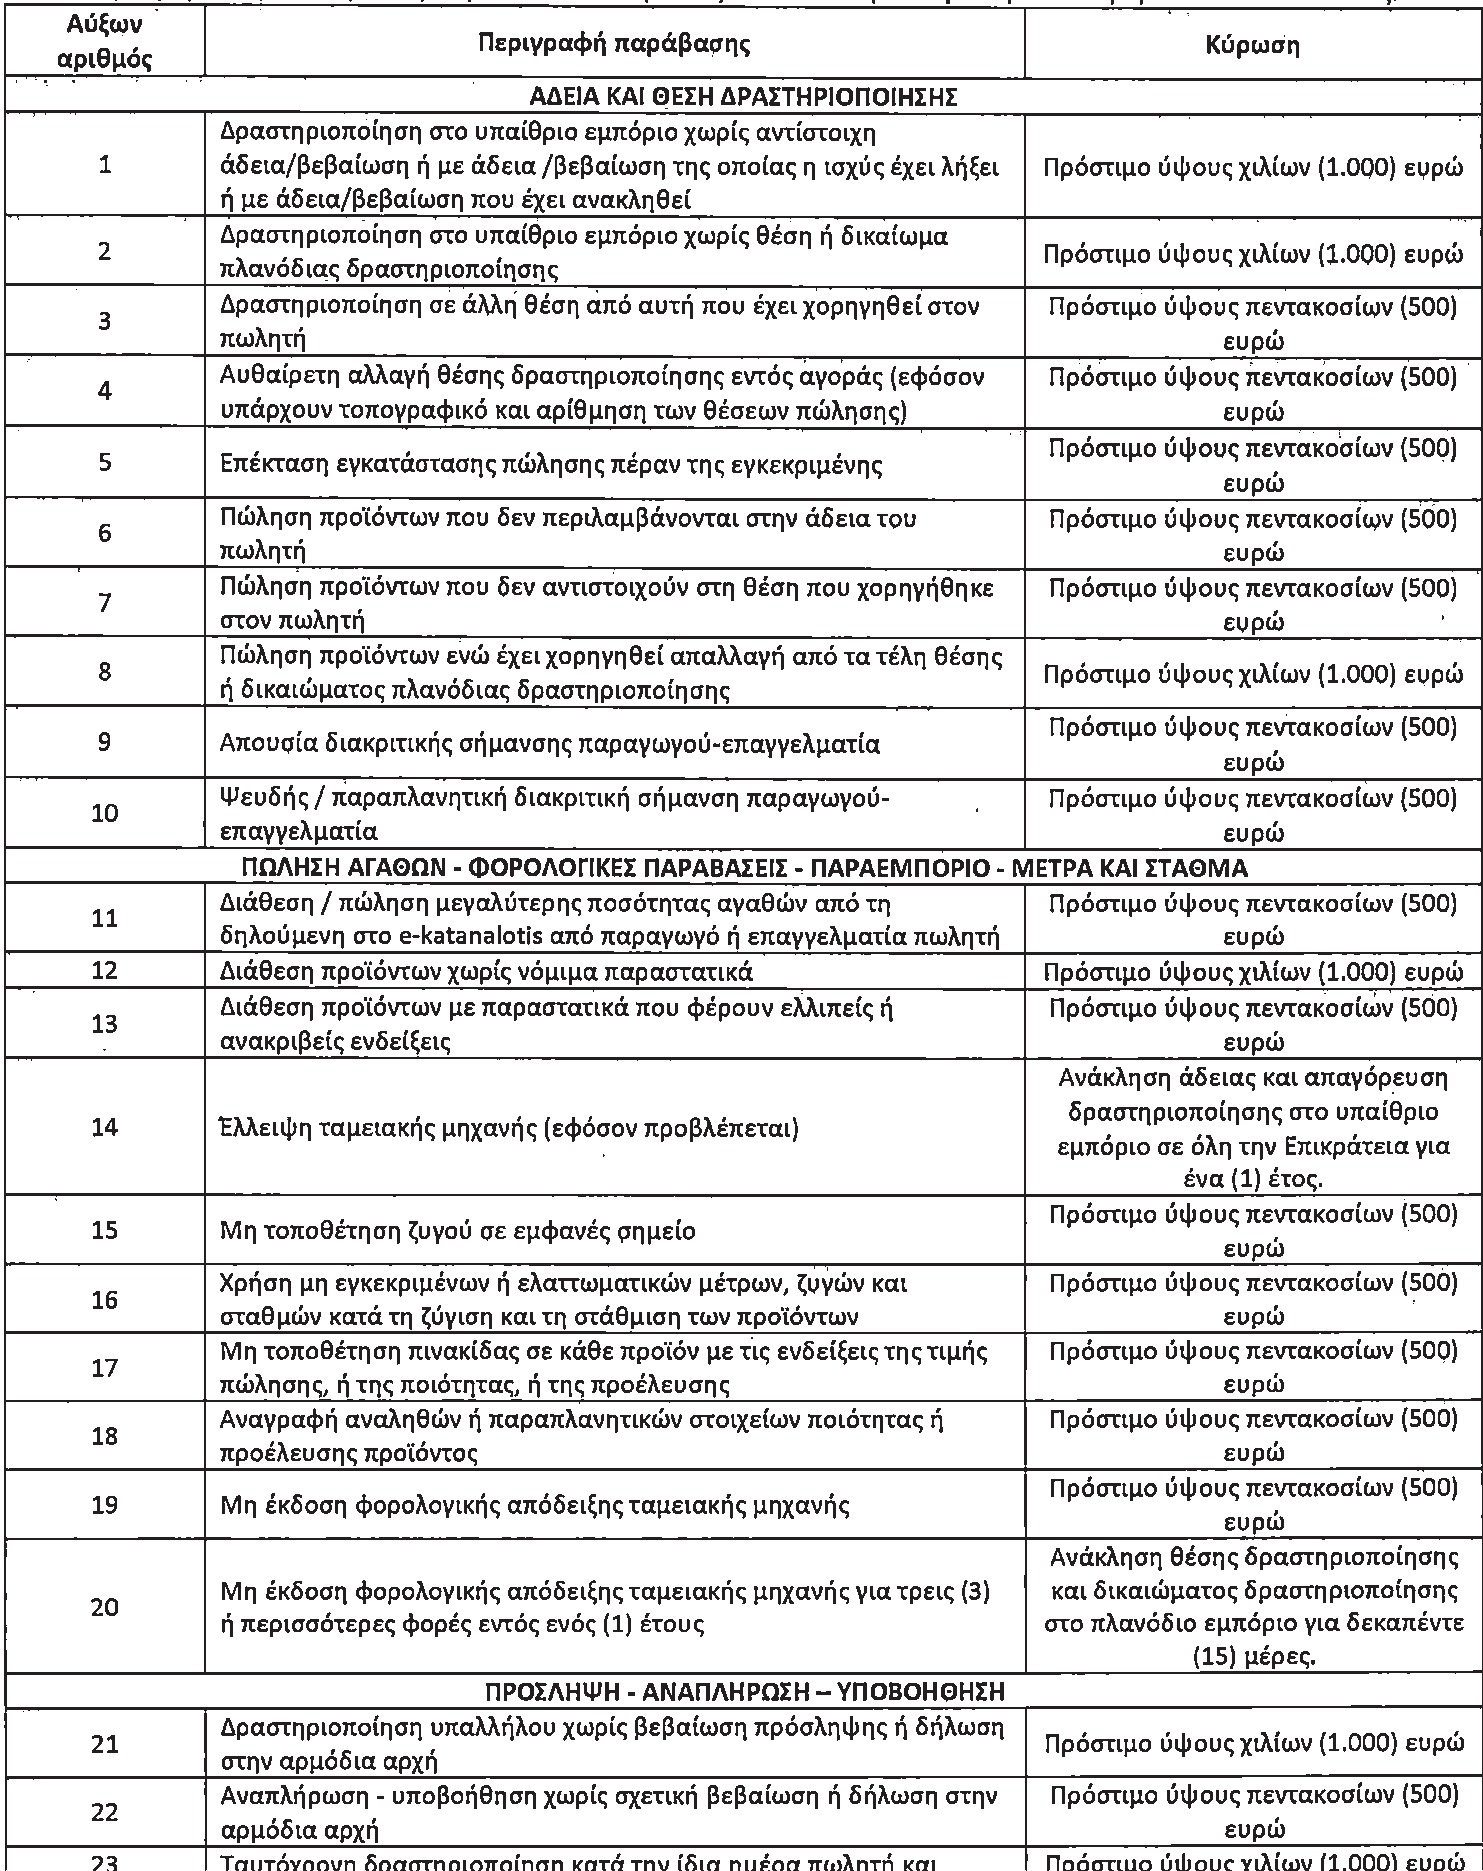 Αύξων
αριθμός
Περιγραφή παράβασης
Κύρωση
ΑΔΕΙΑ ΚΑΙ ΘΕΣΗ ΔΡΑΣΤΗΡΙΟΠΟΙΗΣΗΣ
1
Δραστηριοποίηση στο υπαίθριο εμπόριο χωρίς αντίστοιχη
άδεια/βεβαίωση ή με άδεια /βεβαίωση της οποίας η ισχύς έχει λήξει
ή με άδεια/βεβαίωση που έχει ανακληθεί
Πρόστιμο ύψους χιλίων (1.000) ευρώ
2
Δραστηριοποίηση στο υπαίθριο εμπόριο χωρίς θέση ή δικαίωμα
πλανόδιας δραστηριοποίησης
Πρόστιμο ύψους χιλίων (1.000) ευρώ
3
Δραστηριοποίηση σε άλλη θέση από αυτή που έχει χορηγηθεί στον
πωλητή
Πρόστιμο ύψους πεντακοσίων (500)
ευρώ
4
Αυθαίρετη αλλαγή θέσης δραστηριοποίησης εντός αγοράς (εφόσον
υπάρχουν τοπογραφικό και αρίθμηση των θέσεων πώλησης)
Πρόστιμο ύψους πεντακοσίων (500)
ευρώ
5
Επέκταση εγκατάστασης πώλησης πέραν της εγκεκριμένης
Πρόστιμο ύψους πεντακοσίων (500)
ευρώ
6
Πώληση προϊόντων που δεν περιλαμβάνονται στην άδεια του
πωλητή
Πρόστιμο ύψους πεντακοσίων (500)
ευρώ
7
Πώληση προϊόντων που δεν αντιστοιχούν στη θέση που χορηγήθηκε
στον πωλητή
Πρόστιμο ύψους πεντακοσίων (500)
ευρώ
8
Πώληση προϊόντων ενώ έχει χορηγηθεί απαλλαγή από τα τέλη θέσης
ή δικαιώματος πλανόδιας δραστηριοποίησης
Πρόστιμο ύψους χιλίων (1.000) ευρώ
9
Απουσία διακριτικής σήμανσης παραγωγού-επαγγελματία
Πρόστιμο ύψους πεντακοσίων (500)
ευρώ
10
Ψευδής / παραπλανητική διακριτική σήμανση παραγωγού-
επαγγελματία
Πρόστιμο ύψους πεντακοσίων (500)
ευρώ
ΠΩΛΗΣΗ ΑΓΑΘΩΝ - ΦΟΡΟΛΟΓΙΚΕΣ ΠΑΡΑΒΑΣΕΙΣ - ΠΑΡΑΕΜΠΟΡΙΟ - ΜΕΤΡΑ ΚΑΙ ΣΤΑΘΜΑ
11
Διάθεση / πώληση μεγαλύτερης ποσότητας αγαθών από τη
δηλούμενη στο e-katanalotis από παραγωγό ή επαγγελματία πωλητή
Πρόστιμο ύψους πεντακοσίων (500)
ευρώ
12
Διάθεση προϊόντων χωρίς νόμιμα παραστατικά
Πρόστιμο ύψους χιλίων (1.000) ευρώ
13
Διάθεση προϊόντων με παραστατικά που φέρουν ελλιπείς ή
ανακριβείς ενδείξεις
Πρόστιμο ύψους πεντακοσίων (500)
ευρώ
14
Έλλειψη ταμειακής μηχανής (εφόσον προβλέπεται)
Ανάκληση άδειας και απαγόρευση
δραστηριοποίησης στο υπαίθριο
εμπόριο σε όλη την Επικράτεια για
ένα (1) έτος.
15
Μη τοποθέτηση ζυγού σε εμφανές σημείο
Πρόστιμο ύψους πεντακοσίων (500)
ευρώ
16
Χρήση μη εγκεκριμένων ή ελαττωματικών μέτρων, ζυγών και
σταθμών κατά τη ζύγιση και τη στάθμιση των προϊόντων
Πρόστιμο ύψους πεντακοσίων (500)
ευρώ
17
Μη τοποθέτηση πινακίδας σε κάθε προϊόν με τις ενδείξεις της τιμής
πώλησης, ή της ποιότητας, ή της προέλευσης
Πρόστιμο ύψους πεντακοσίων (500)
ευρώ
18
Αναγραφή αναληθών ή παραπλανητικών στοιχείων ποιότητας ή
προέλευσης προϊόντος
Πρόστιμο ύψους πεντακοσίων (500)
ευρώ
19
Μη έκδοση φορολογικής απόδειξης ταμειακής μηχανής
Πρόστιμο ύψους πεντακοσίων (500)
ευρώ
20
Μη έκδοση φορολογικής απόδειξης ταμειακής μηχανής για τρεις (3)
ή περισσότερες φορές εντός ενός (1) έτους
Ανάκληση θέσης δραστηριοποίησης
και δικαιώματος δραστηριοποίησης
στο πλανόδιο εμπόριο για δεκαπέντε
(15) μέρες.
ΠΡΟΣΛΗΨΗ - ΑΝΑΠΛΗΡΩΣΗ – ΥΠΟΒΟΗΘΗΣΗ
21
Δραστηριοποίηση υπαλλήλου χωρίς βεβαίωση πρόσληψης ή δήλωση
στην αρμόδια αρχή
Πρόστιμο ύψους χιλίων (1.000) ευρώ
22
Αναπλήρωση - υποβοήθηση χωρίς σχετική βεβαίωση ή δήλωση στην
αρμόδια αρχή
Πρόστιμο ύψους πεντακοσίων (500)
ευρώ
23
Ταυτόχρονη δραστηριοποίηση κατά την ίδια ημέρα πωλητή και
Πρόστιμο ύψους χιλίων (1.000) ευρώ